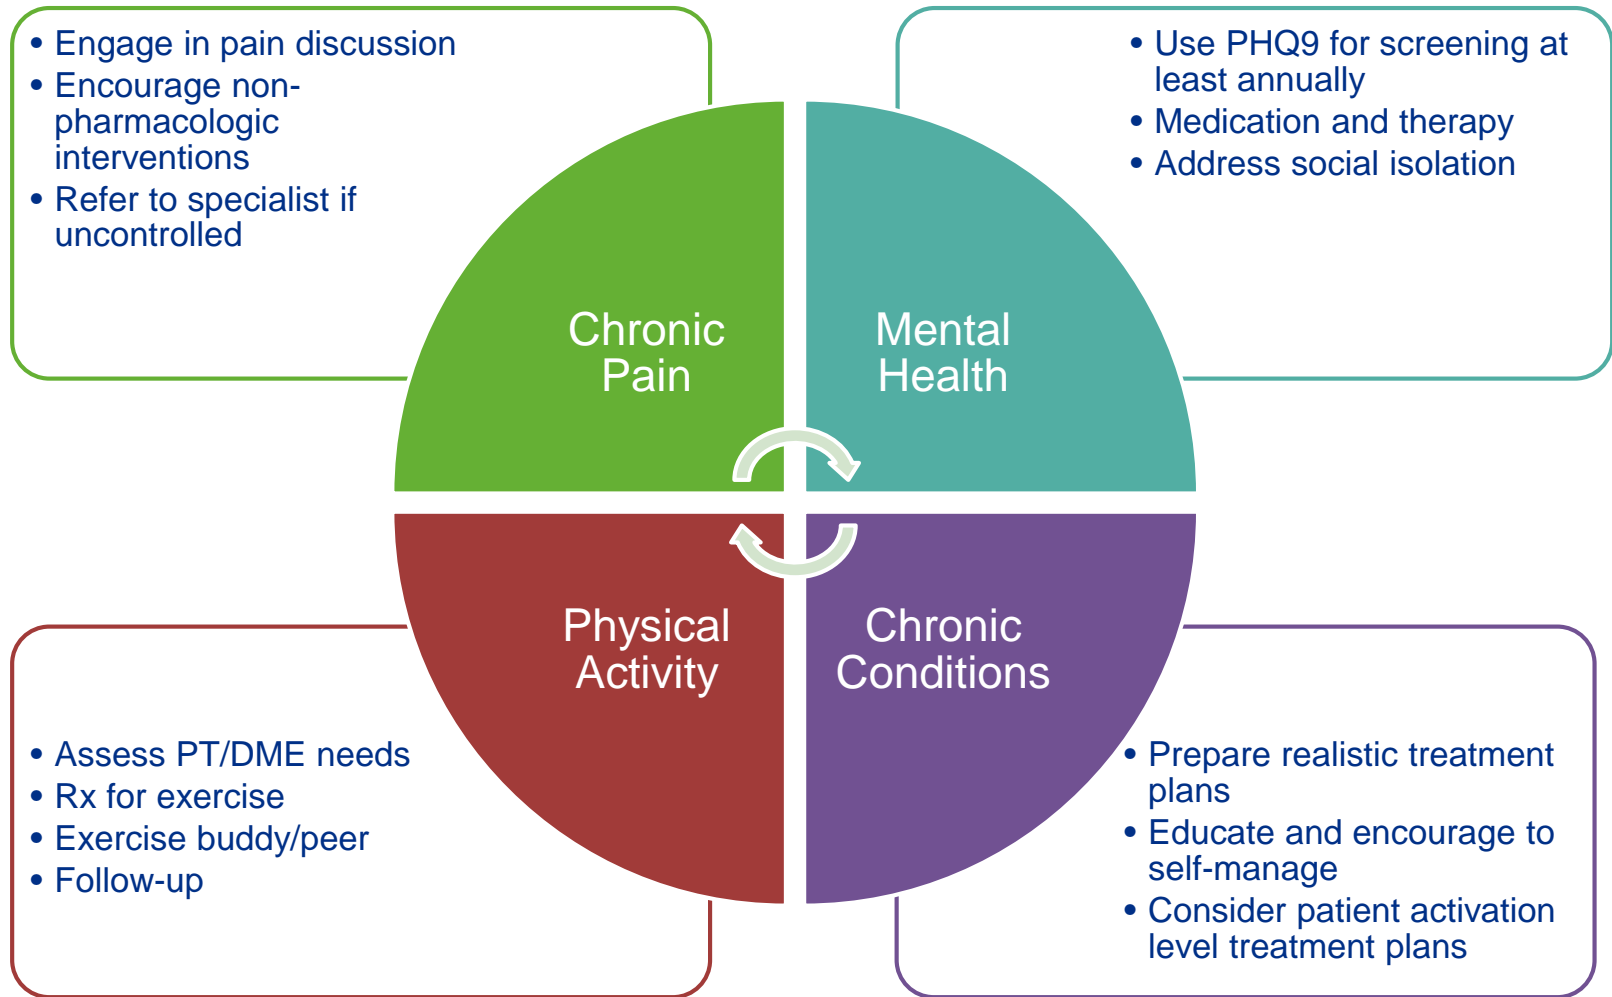 • Engage in pain discussion
• Encourage non-
pharmacologic
interventions
• Refer to specialist if
uncontrolled
• Use PHQ9 for screening at
least annually
• Medication and therapy
• Address social isolation
Chronic
Pain
Mental
Health
Physical
Activity
Chronic
Conditions
• Assess PT/DME needs
• Rx for exercise
• Exercise buddy/peer
• Follow-up
• Prepare realistic treatment
plans
• Educate and encourage to
self-manage
• Consider patient activation
level treatment plans